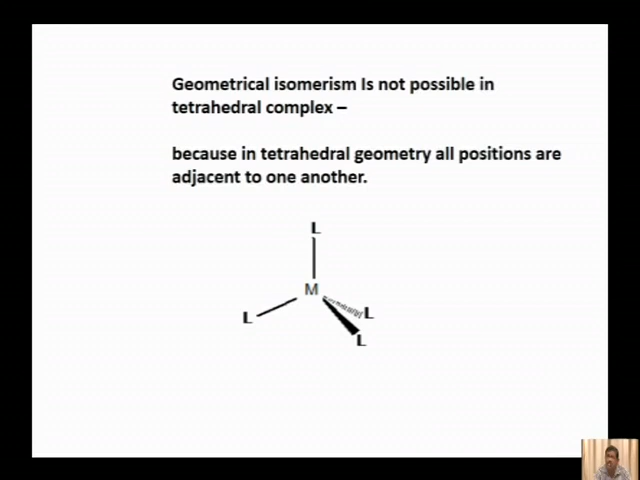 Geometrical isomerism Is not possible in
tetrahedral complex –
because in tetrahedral geometry all positions are
adjacent to one another.
L
M
L
L
L